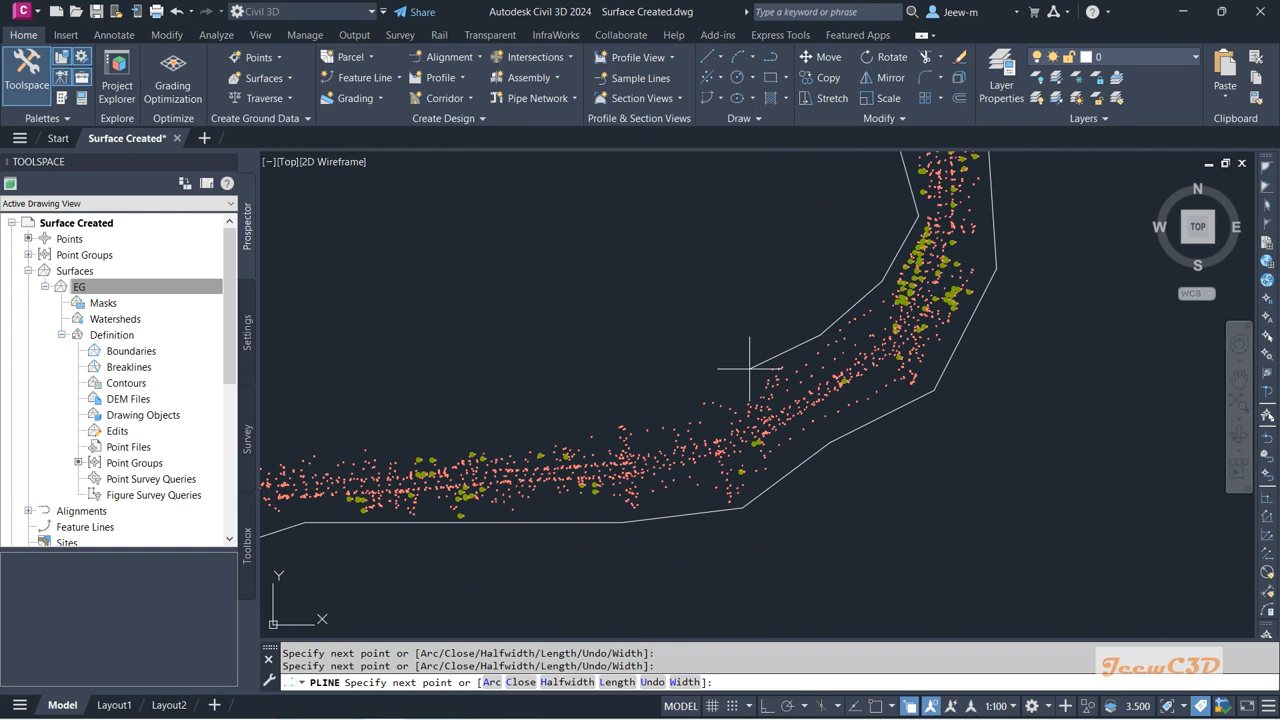 C Civil 3D Share Autodesk Civil 3D 2024 Surface Created.dwg Type a keyword or phrase Jeew-m
Home Insert Annotate Modify Analyze View Manage Output Survey Rail Transparent InfraWorks Collaborate Help Add-ins Express Tools Featured Apps
Toolspace
Project Explorer
Grading Optimization
Points Surfaces Traverse
Parcel Feature Line Grading
Alignment Profile Corridor
Intersections Assembly Pipe Network
Profile View Sample Lines Section Views
Move Copy Stretch
Rotate Mirror Scale
Layer Properties
0
Paste
Palettes Explore Optimize Create Ground Data Create Design Profile & Section Views Draw Modify Layers Clipboard
Start Surface Created*
TOOLSPACE
[–][Top][2D Wireframe]
Active Drawing View
Surface Created
Points
Point Groups
Surfaces
EG
Masks
Watersheds
Definition
Boundaries
Breaklines
Contours
DEM Files
Drawing Objects
Edits
Point Files
Point Groups
Point Survey Queries
Figure Survey Queries
Alignments
Feature Lines
Sites
Prospector
Settings
Survey
Toolbox
N
W TOP E
S
WCS
Y
X
Specify next point or [Arc/Close/Halfwidth/Length/Undo/Width]:
Specify next point or [Arc/Close/Halfwidth/Length/Undo/Width]:
PLINE Specify next point or [Arc Close Halfwidth Length Undo Width]:
JeewC3D
Model Layout1 Layout2 MODEL 1:100 3.500